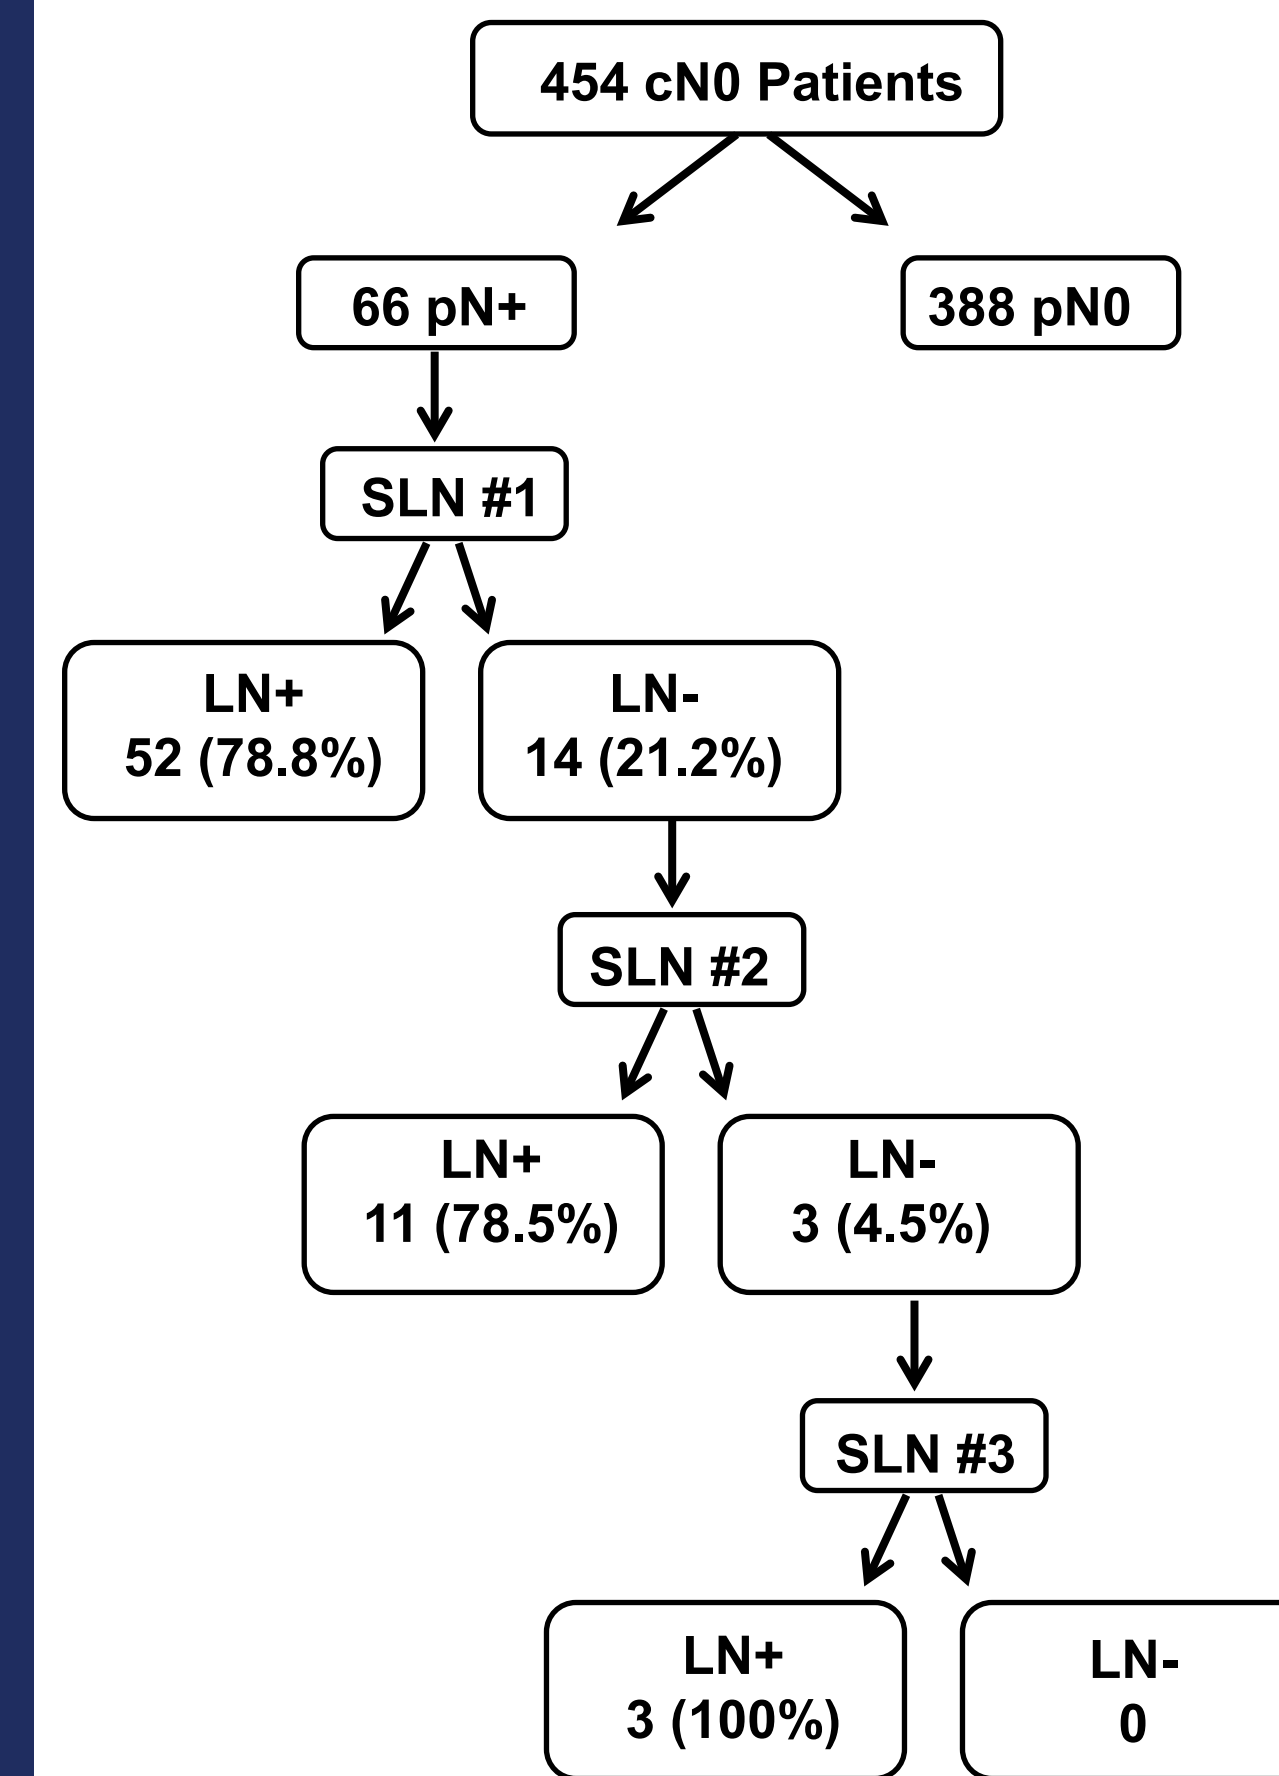 454 cN0 Patients
66 pN+
388 pN0
SLN #1
LN+
52 (78.8%)
LN-
14 (21.2%)
SLN #2
LN+
11 (78.5%)
LN-
3 (4.5%)
SLN #3
LN+
3 (100%)
LN-
0